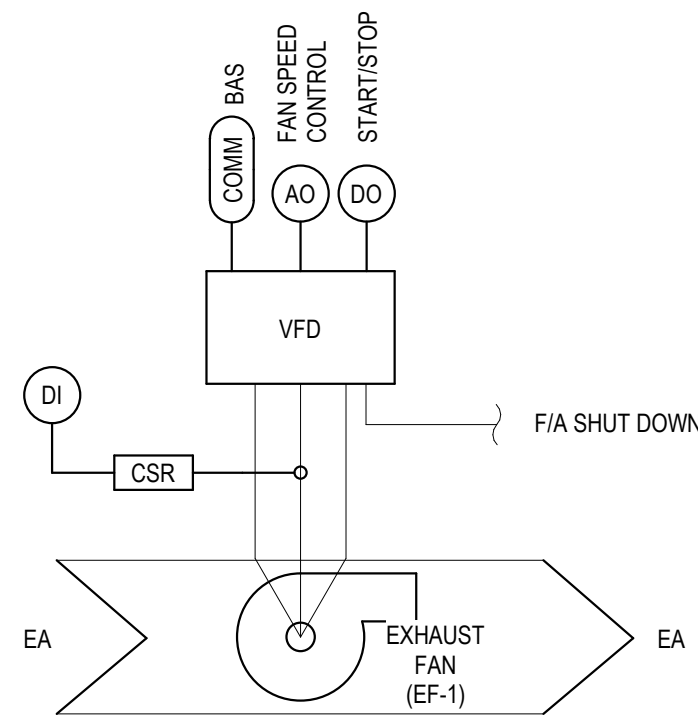 BAS
FAN SPEED
CONTROL
START/STOP
COMM
AO
DO
VFD
DI
F/A SHUT DOWN
CSR
EA
EXHAUST
FAN
(EF-1)
EA